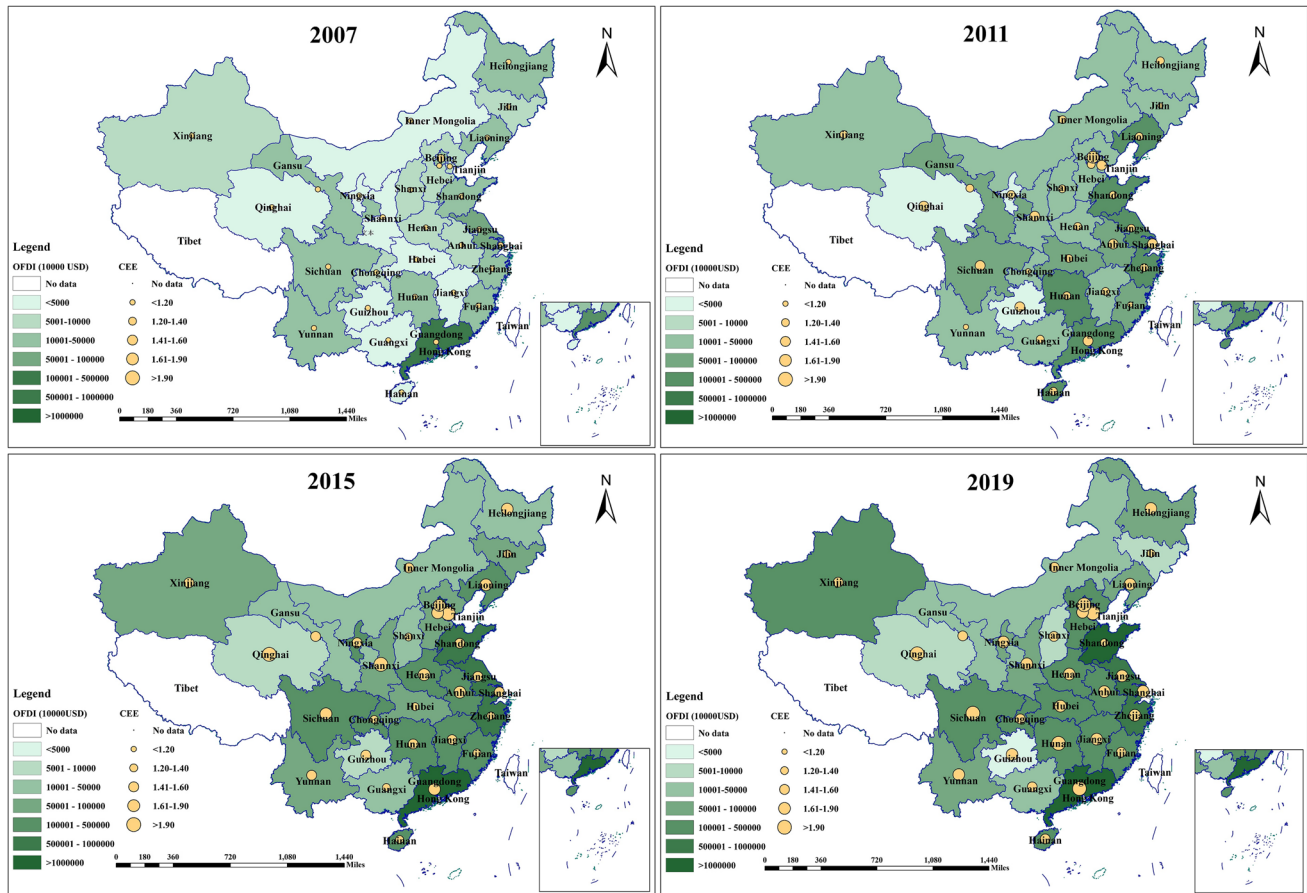 2007
N
Heilongjiang
Jilin
Xinjiang
Inner Mongolia
Liaoning
Gansu
Beijing
Tianjin
Hebei
Ningxia
Shanxi
Shandong
Qinghai
Shannxi
Henan
Jiangsu
Tibet
Anhui
Shanghai
Hubei
Sichuan
Chongqing
Zhejiang
Hunan
Jiangxi
Guizhou
Fujian
Yunnan
Guangxi
Guangdong
Taiwan
Hong Kong
Hainan
Legend
OFDI (10000 USD) CEE
No data No data
<5000 <1.20
5001-10000 1.20-1.40
10001-50000 1.41-1.60
50001 - 100000 1.61-1.90
100001 - 500000 >1.90
500001 - 1000000
>1000000
0 180 360 720 1,080 1,440
Miles
2011
N
Heilongjiang
Jilin
Xinjiang
Inner Mongolia
Liaoning
Gansu
Beijing
Tianjin
Hebei
Ningxia
Shanxi
Shandong
Qinghai
Shannxi
Henan
Jiangsu
Tibet
Anhui
Shanghai
Hubei
Sichuan
Chongqing
Zhejiang
Hunan
Jiangxi
Guizhou
Fujian
Yunnan
Guangxi
Guangdong
Taiwan
Hong Kong
Hainan
Legend
OFDI (10000 USD) CEE
No data No data
<5000 <1.20
5001 - 10000 1.20-1.40
10001 - 50000 1.41-1.60
50001 - 100000 1.61-1.90
100001 - 500000 >1.90
500001 - 1000000
>1000000
0 180 360 720 1,080 1,440
Miles
2015
N
Heilongjiang
Jilin
Xinjiang
Inner Mongolia
Liaoning
Gansu
Beijing
Tianjin
Hebei
Ningxia
Shanxi
Shandong
Qinghai
Shannxi
Henan
Jiangsu
Tibet
Anhui
Shanghai
Hubei
Sichuan
Chongqing
Zhejiang
Hunan
Jiangxi
Guizhou
Fujian
Yunnan
Guangxi
Guangdong
Taiwan
Hong Kong
Hainan
Legend
OFDI (10000USD) CEE
No data No data
<5000 <1.20
5001 - 10000 1.20-1.40
10001 - 50000 1.41-1.60
50001 - 100000 1.61-1.90
100001 - 500000 >1.90
500001 - 1000000
>1000000
0 180 360 720 1,080 1,440
Miles
2019
N
Heilongjiang
Jilin
Xinjiang
Inner Mongolia
Liaoning
Gansu
Beijing
Tianjin
Hebei
Ningxia
Shanxi
Shandong
Qinghai
Shannxi
Henan
Jiangsu
Tibet
Anhui
Shanghai
Hubei
Sichuan
Chongqing
Zhejiang
Hunan
Jiangxi
Guizhou
Fujian
Yunnan
Guangxi
Guangdong
Taiwan
Hong Kong
Hainan
Legend
OFDI (10000USD) CEE
No data No data
<5000 <1.20
5001-10000 1.20-1.40
10001-50000 1.41-1.60
50001 - 100000 1.61-1.90
100001 - 500000 >1.90
500001 - 1000000
>1000000
0 180 360 720 1,080 1,440
Miles